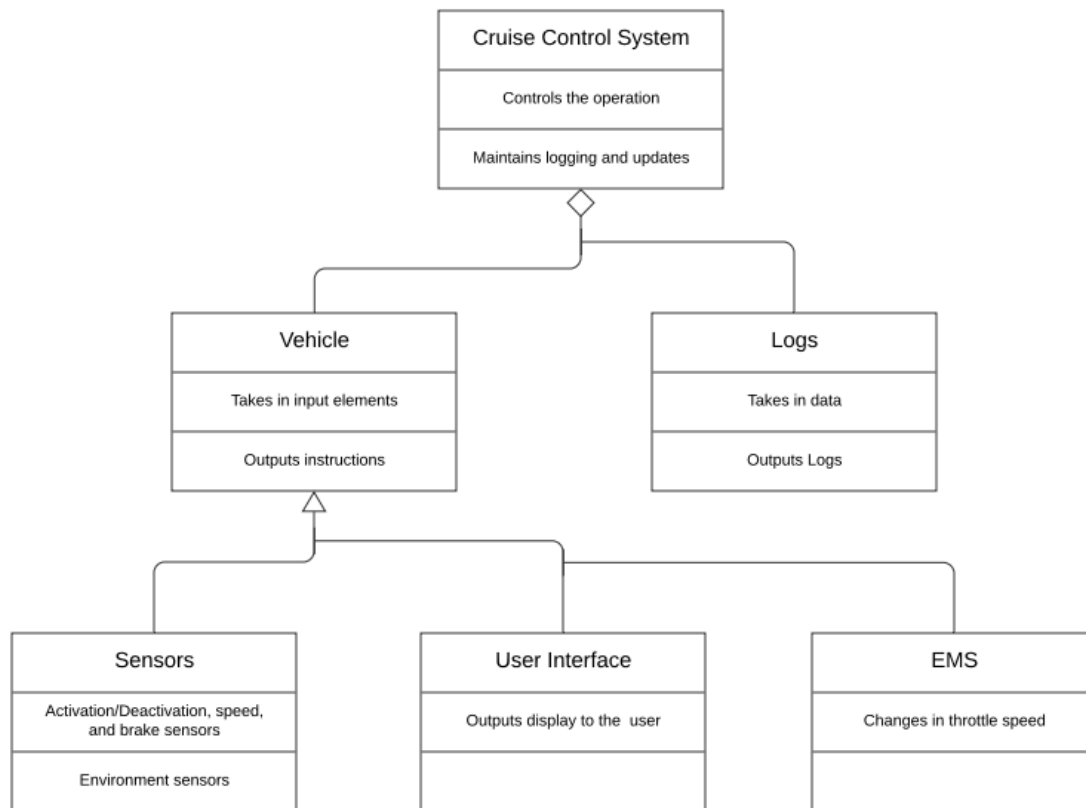 Cruise Control System
Controls the operation
Maintains logging and updates
Vehicle
Takes in input elements
Outputs instructions
Logs
Takes in data
Outputs Logs
Sensors
Activation/Deactivation, speed,
and brake sensors
Environment sensors
User Interface
Outputs display to the user
EMS
Changes in throttle speed